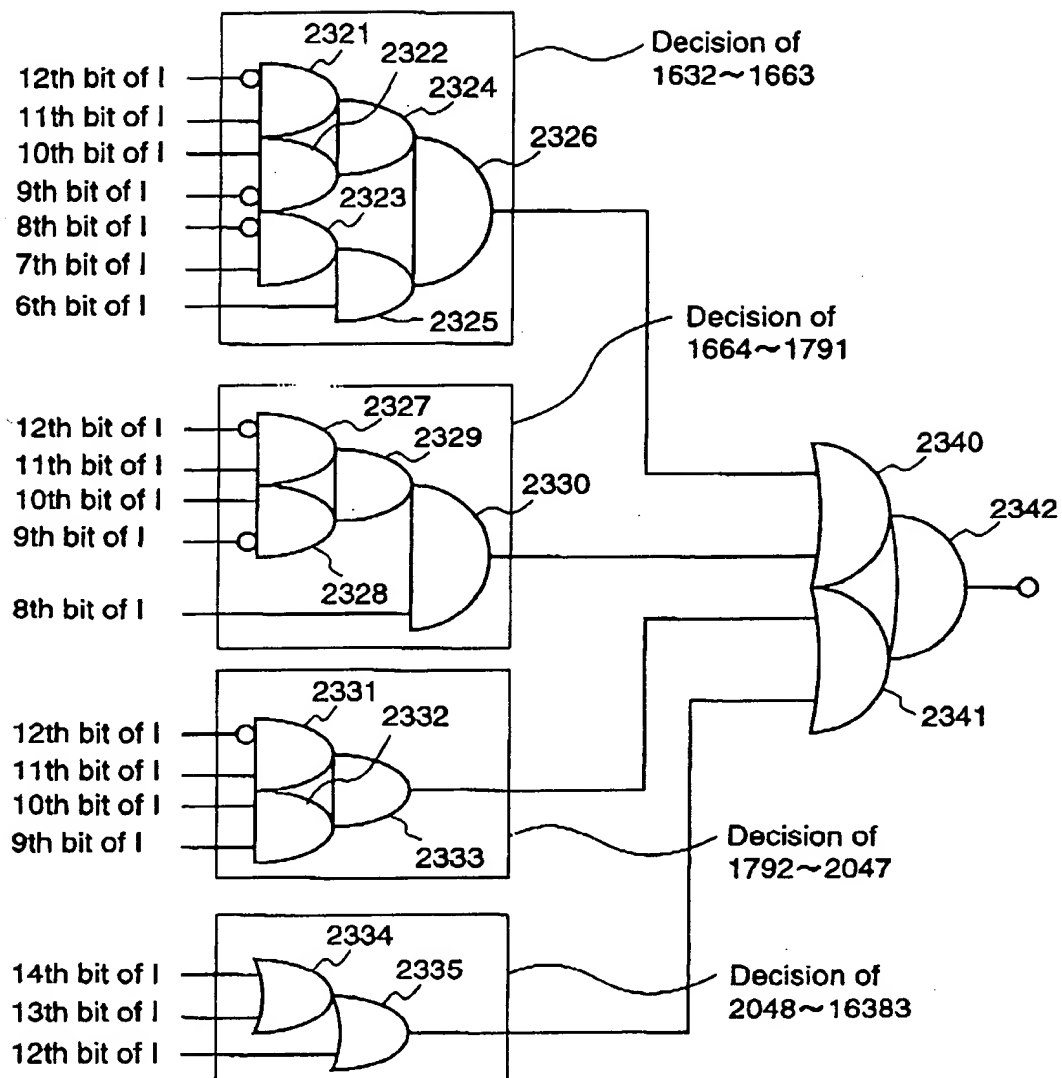 2321
2322
2324
2326
2323
2325
12th bit of I
11th bit of I
10th bit of I
9th bit of I
8th bit of I
7th bit of I
6th bit of I
Decision of
1632～1663
2327
2329
2330
2328
12th bit of I
11th bit of I
10th bit of I
9th bit of I
8th bit of I
Decision of
1664～1791
2340
2342
2341
2331
2332
2333
12th bit of I
11th bit of I
10th bit of I
9th bit of I
Decision of
1792～2047
2334
2335
14th bit of I
13th bit of I
12th bit of I
Decision of
2048～16383